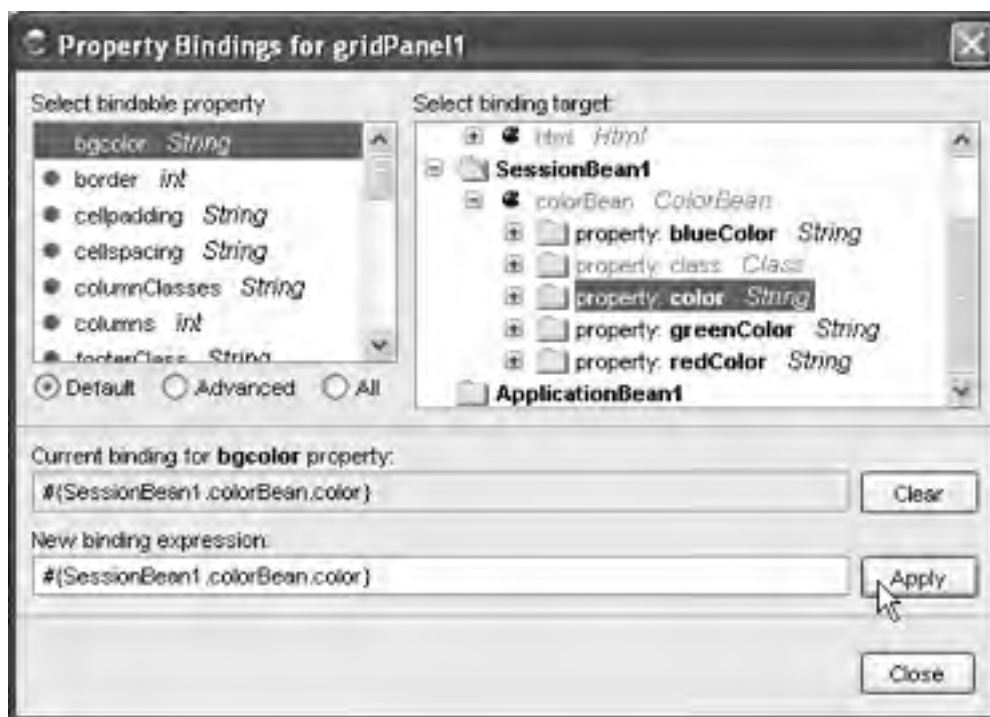 Property Bindings for gridPanel1
Select bindable property
bgcolor String
border int
cellpadding String
cellspacing String
columnClasses String
columns int
footerClass String
Default Advanced All
Select binding target:
html Html
SessionBean1
colorBean ColorBean
property: blueColor String
property: class Class
property: color String
property: greenColor String
property: redColor String
ApplicationBean1
Current binding for bgcolor property:
#{SessionBean1.colorBean.color}
Clear
New binding expression:
#{SessionBean1.colorBean.color}
Apply
Close